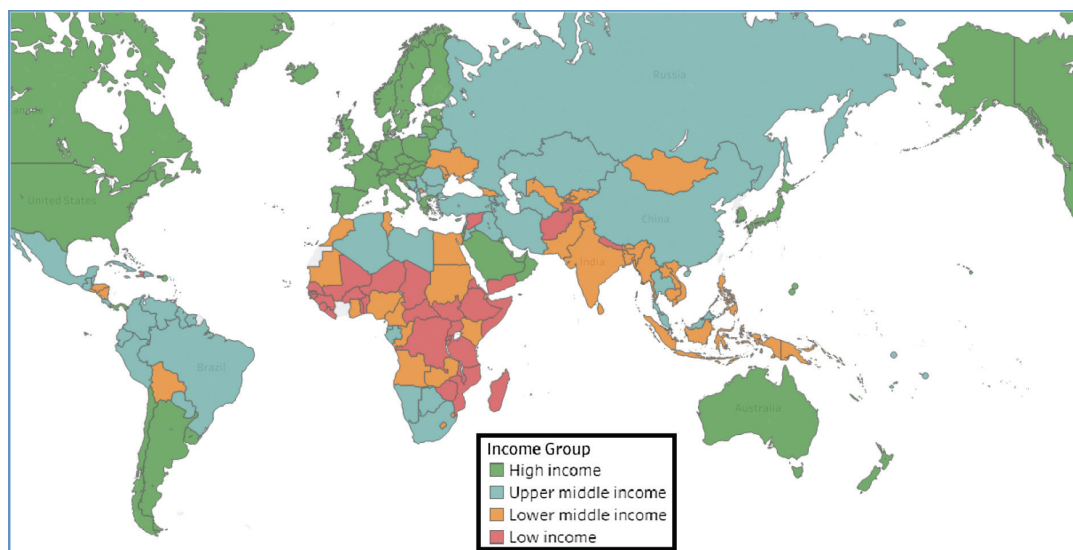 Russia
United States
China
India
Brazil
Australia
Income Group
High income
Upper middle income
Lower middle income
Low income